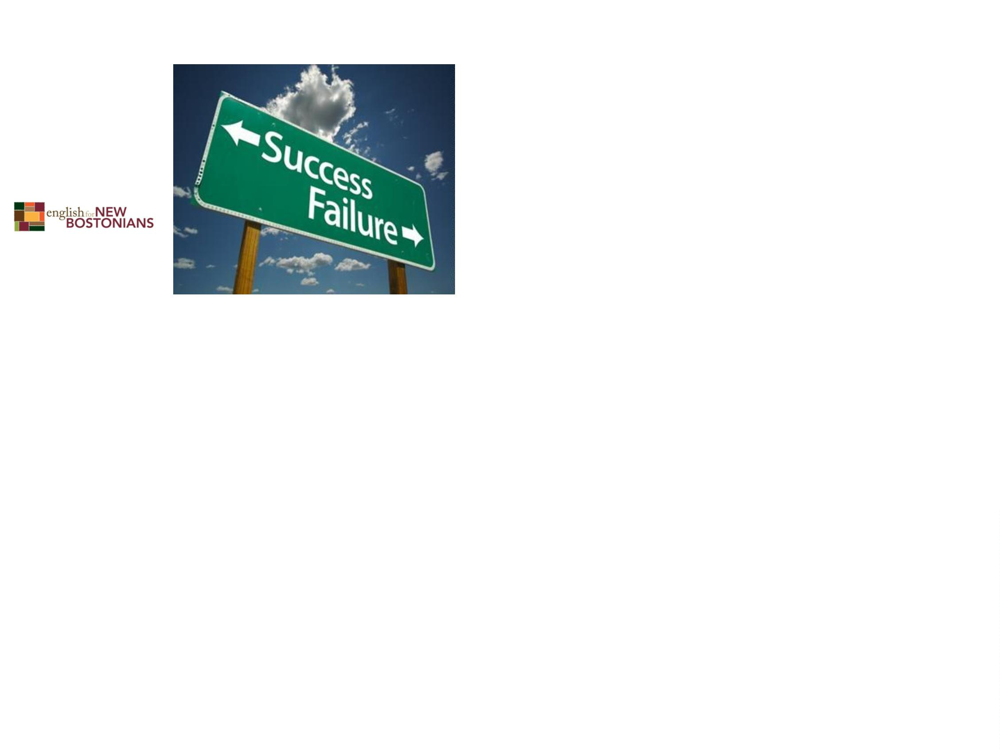 english for NEW
BOSTONIANS
Success
Failure